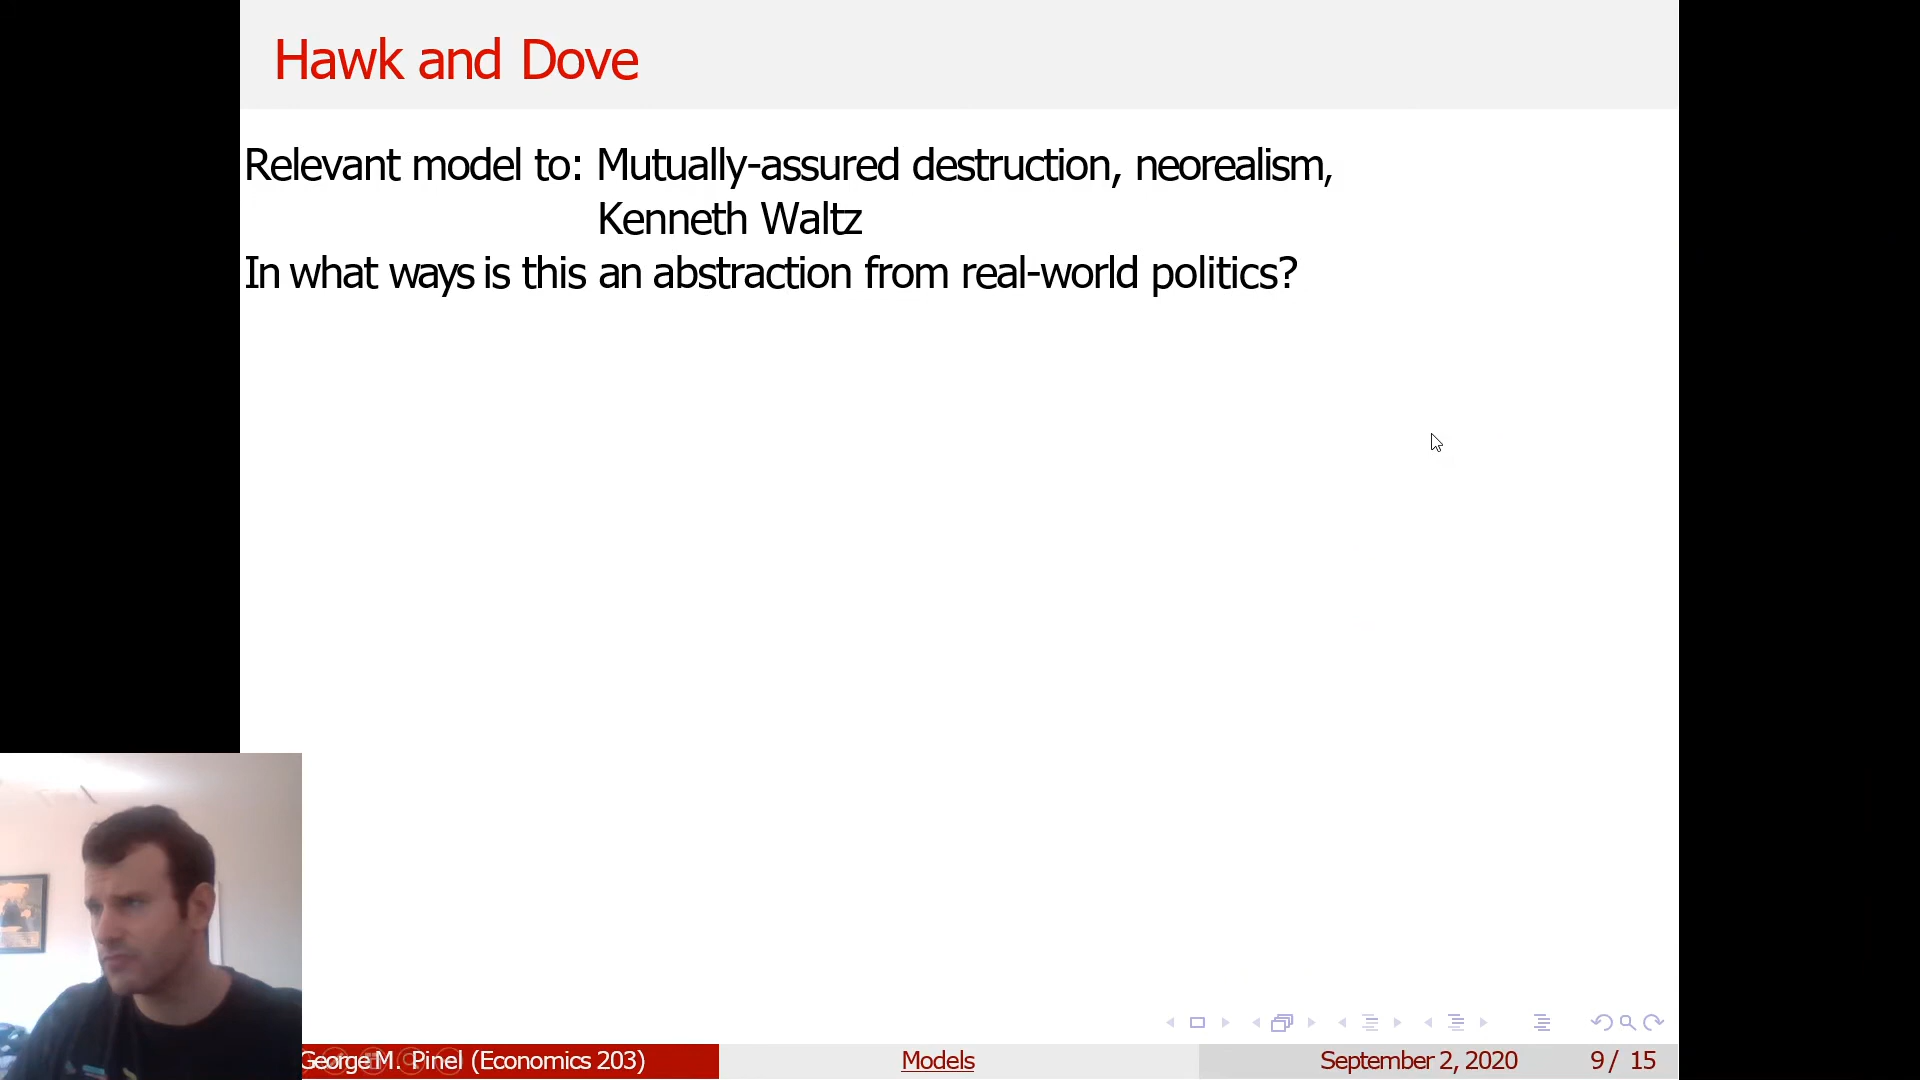 Hawk and Dove
Relevant model to: Mutually-assured destruction, neorealism,
Kenneth Waltz
In what ways is this an abstraction from real-world politics?
George M. Pinel (Economics 203)
Models
September 2, 2020
9 / 15